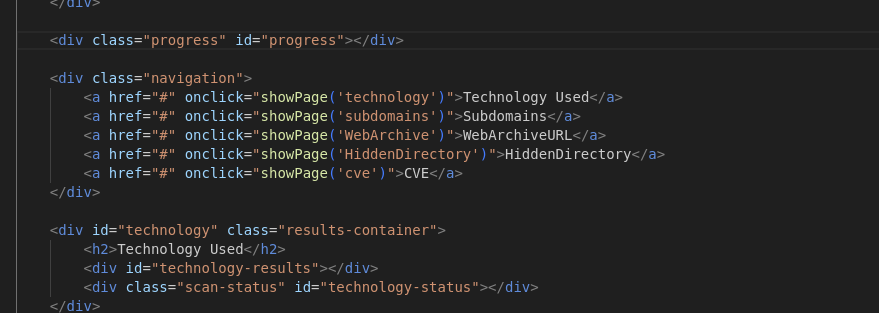 </div>
<div class="progress" id="progress"></div>
<div class="navigation">
<a href="#" onclick="showPage('technology')">Technology Used</a>
<a href="#" onclick="showPage('subdomains')">Subdomains</a>
<a href="#" onclick="showPage('WebArchive')">WebArchiveURL</a>
<a href="#" onclick="showPage('HiddenDirectory')">HiddenDirectory</a>
<a href="#" onclick="showPage('cve')">CVE</a>
</div>
<div id="technology" class="results-container">
<h2>Technology Used</h2>
<div id="technology-results"></div>
<div class="scan-status" id="technology-status"></div>
</div>